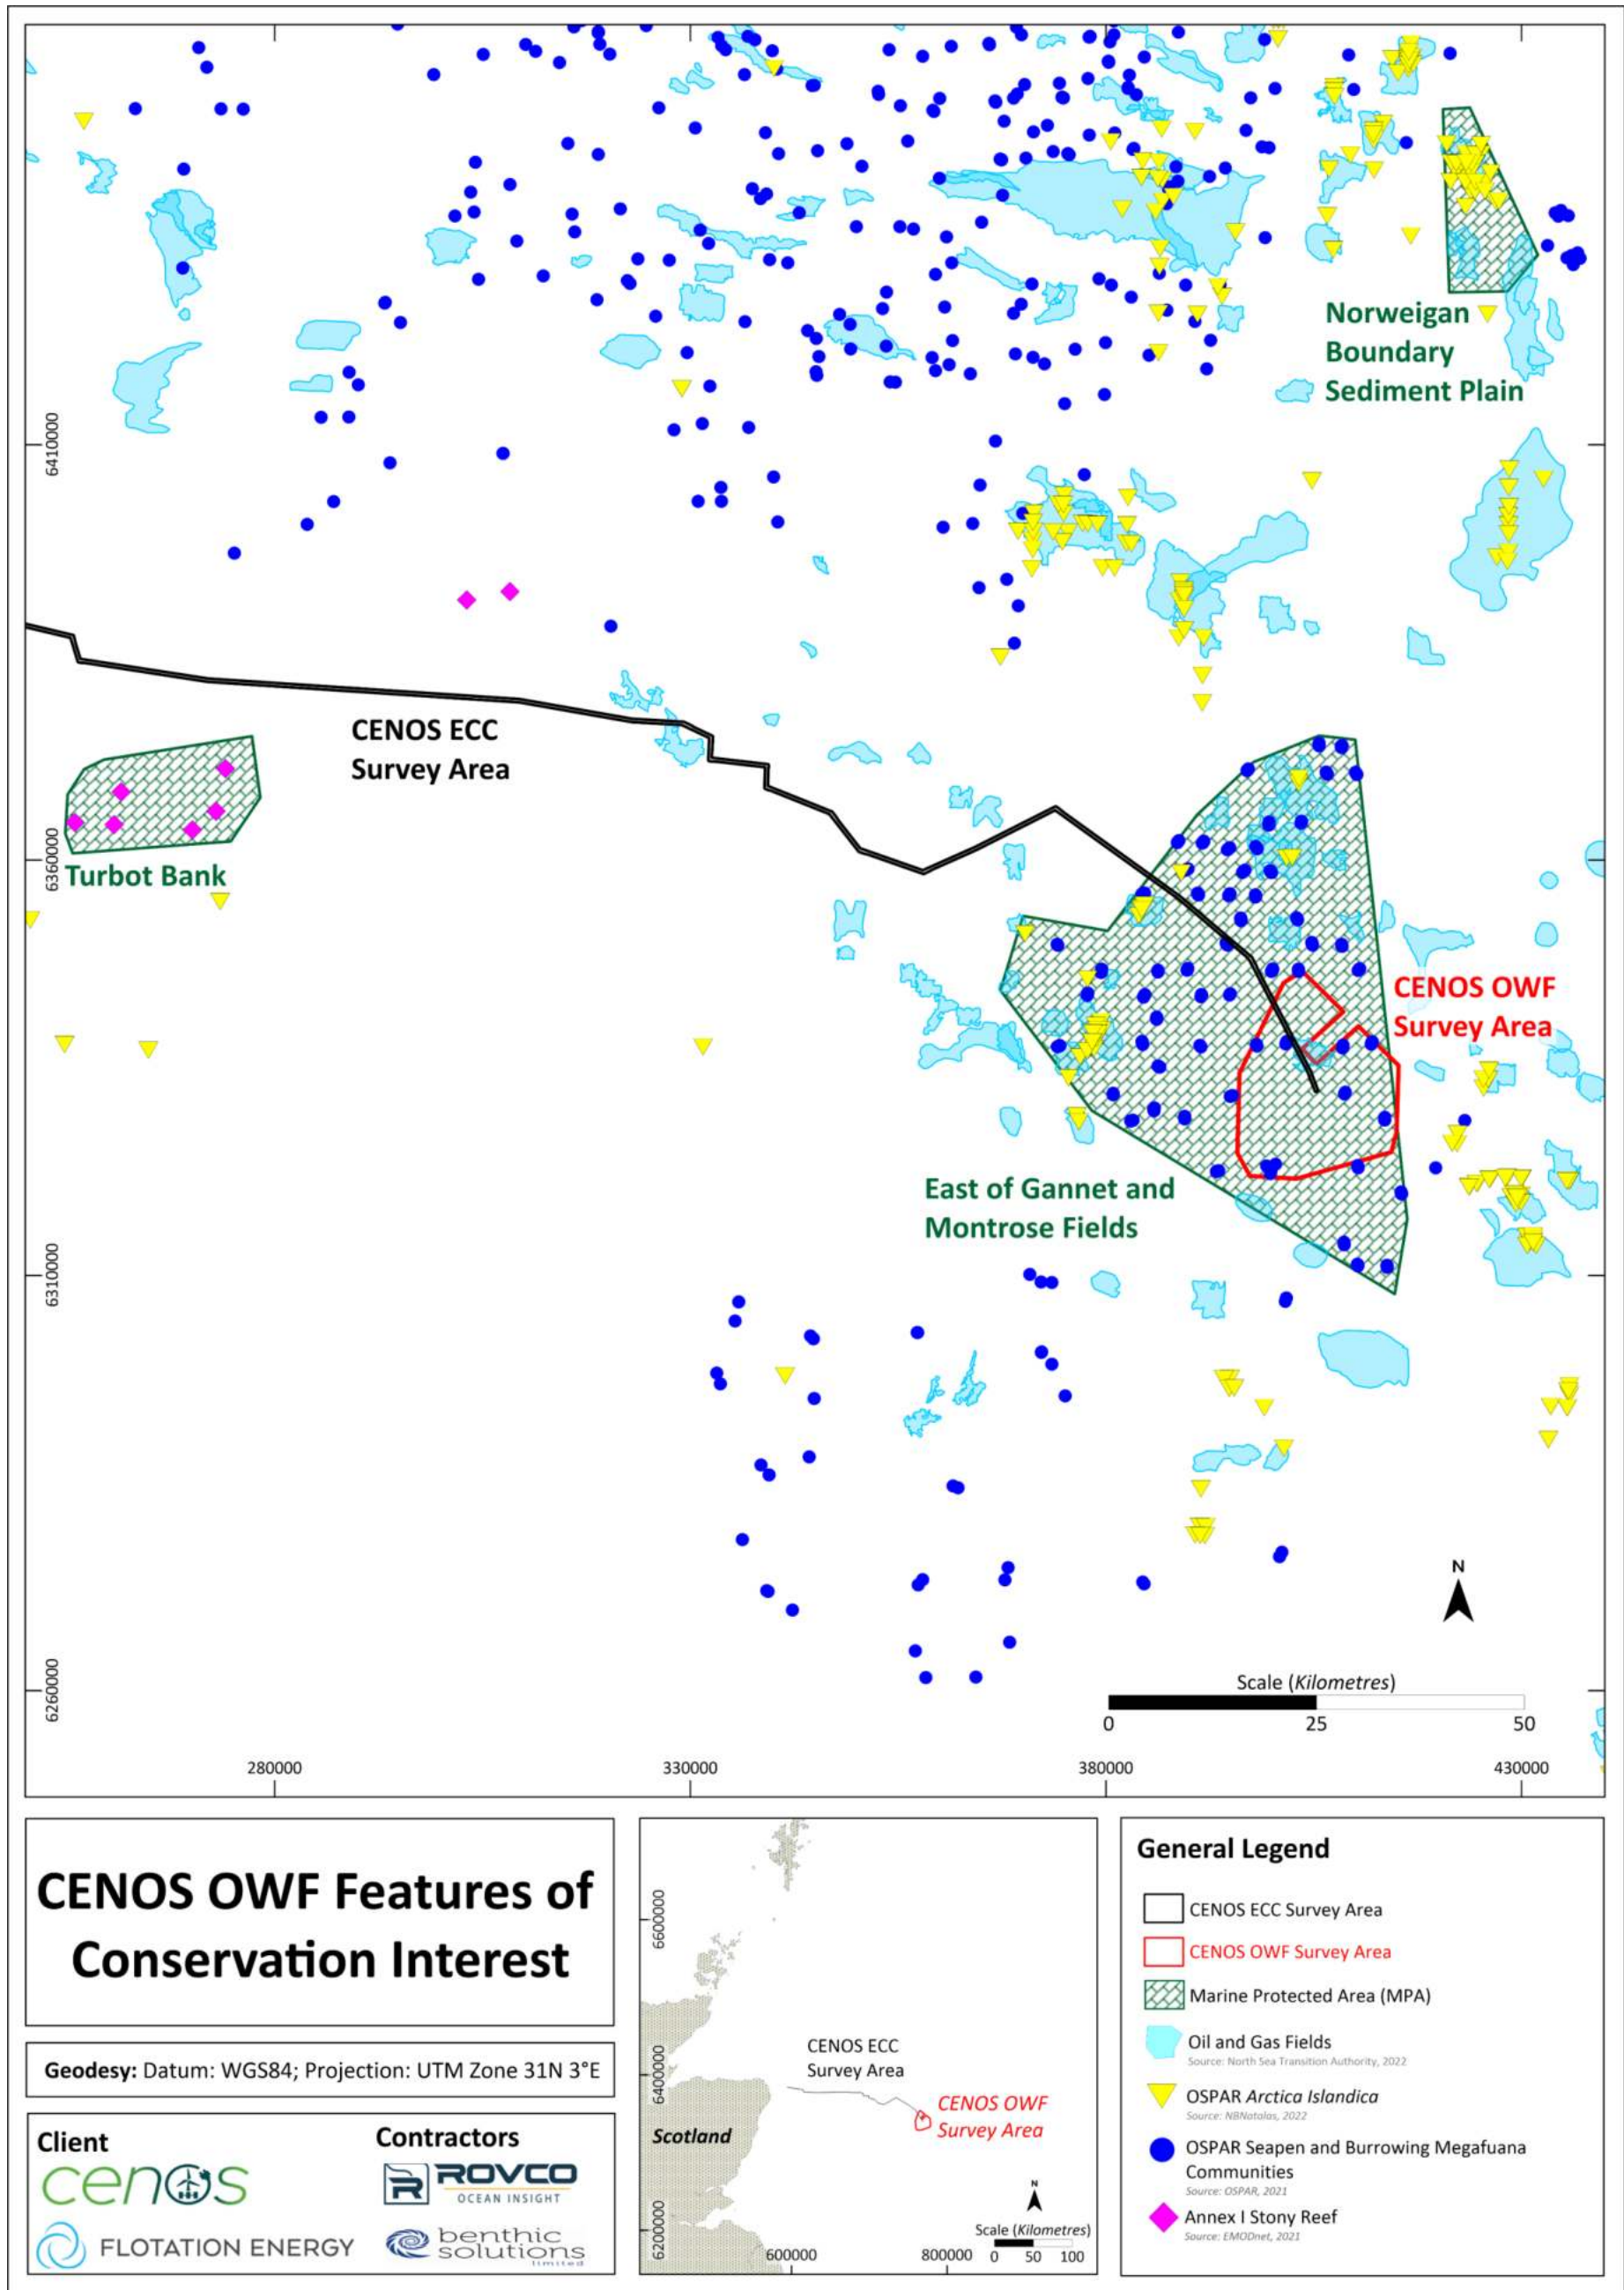 Norweigan
Boundary
Sediment Plain
6410000
CENOS ECC
Survey Area
6360000
Turbot Bank
CENOS OWF
Survey Area
East of Gannet and
Montrose Fields
6310000
N
6260000
Scale (Kilometres)
0 25 50
280000 330000 380000 430000
CENOS OWF Features of
Conservation Interest
Geodesy: Datum: WGS84; Projection: UTM Zone 31N 3°E
Client
cenos
FLOTATION ENERGY
Contractors
ROVCO
OCEAN INSIGHT
benthic
solutions
limited
6600000
6400000
6200000
CENOS ECC
Survey Area
CENOS OWF
Survey Area
Scotland
N
Scale (Kilometres)
0 50 100
600000 800000
General Legend
CENOS ECC Survey Area
CENOS OWF Survey Area
Marine Protected Area (MPA)
Oil and Gas Fields
Source: North Sea Transition Authority, 2022
OSPAR Arctica Islandica
Source: NBNatalas, 2022
OSPAR Seapen and Burrowing Megafuana
Communities
Source: OSPAR, 2021
Annex I Stony Reef
Source: EMODnet, 2021